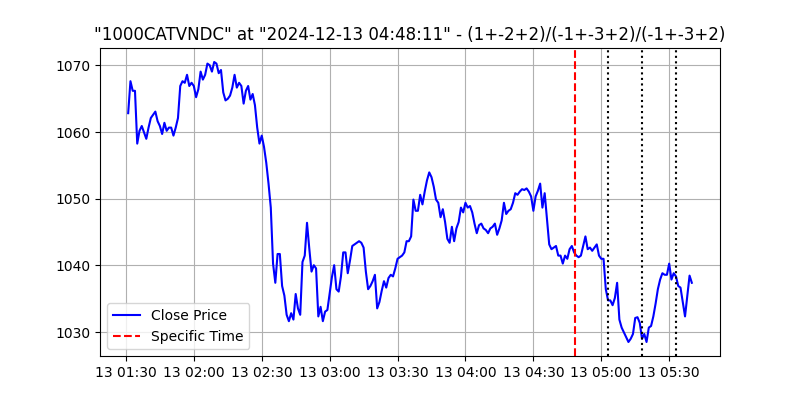 "1000CATVNDC" at "2024-12-13 04:48:11" - (1+-2+2)/(-1+-3+2)/(-1+-3+2)
1070
1060
1050
1040
1030
Close Price
Specific Time
13 01:30 13 02:00 13 02:30 13 03:00 13 03:30 13 04:00 13 04:30 13 05:00 13 05:30